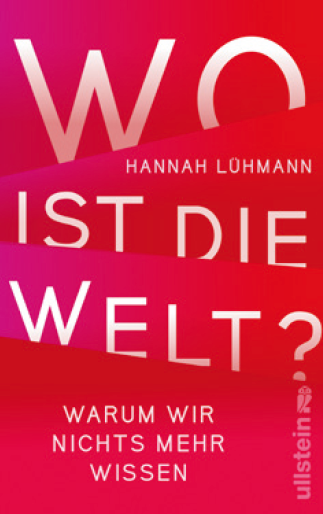 WO
HANNAH LÜHMANN
IST DIE
WELT?
WARUM WIR
NICHTS MEHR
WISSEN
ullstein